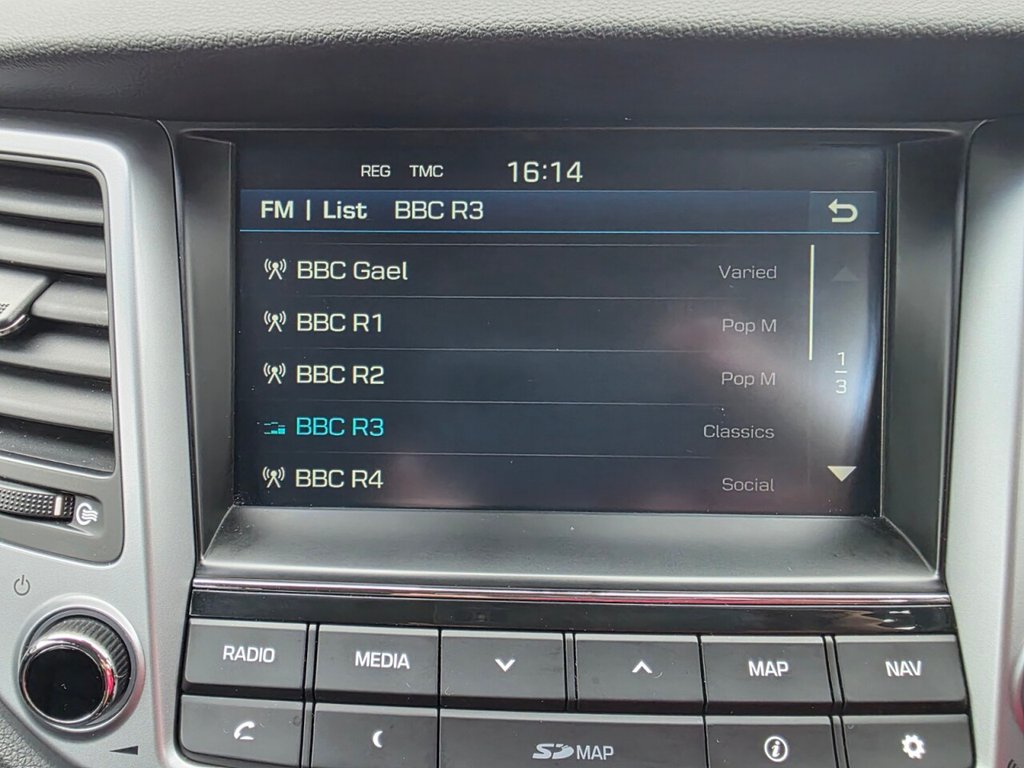 REG TMC 16:14
FM | List BBC R3
BBC Gael Varied
BBC R1 Pop M
BBC R2 Pop M
BBC R3 Classics
BBC R4 Social
1
3
RADIO MEDIA MAP NAV
SD MAP